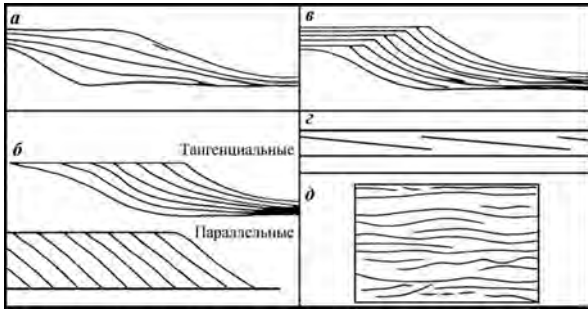 а
в
г
б
Тангенциальные
д
Параллельные